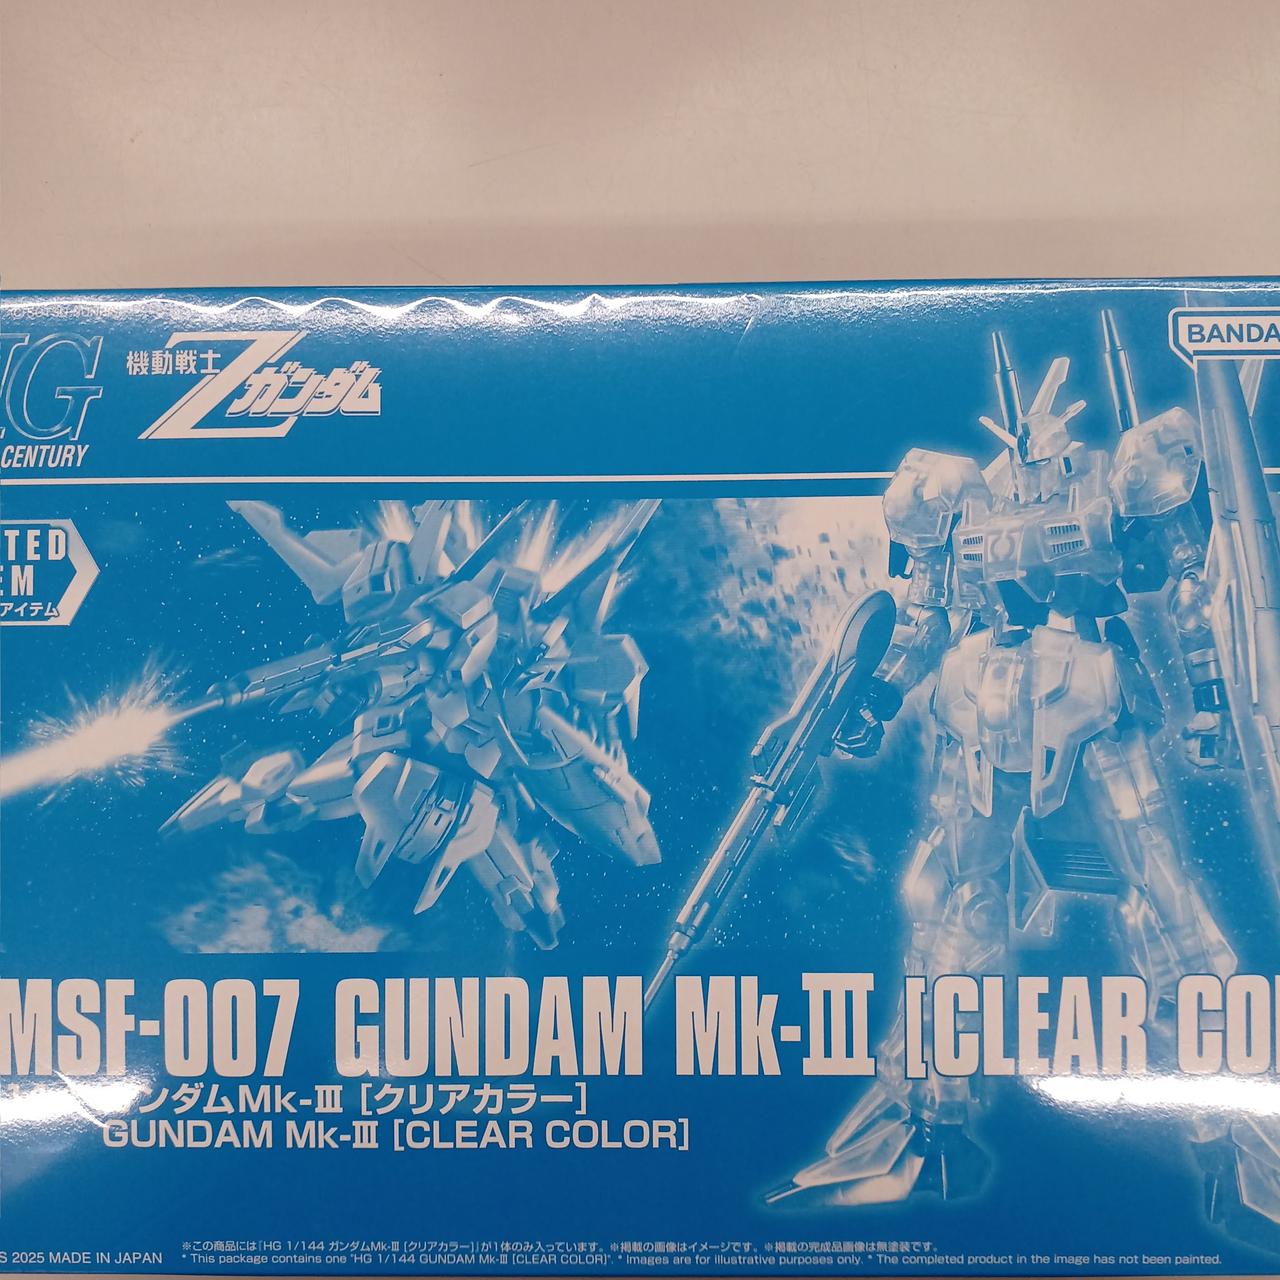 HG
機動戦士Zガンダム
CENTURY
BANDA
TED
EM
アイテム
MSF-007 GUNDAM Mk-III [CLEAR CO
ンダムMk-III [クリアカラー]
GUNDAM Mk-III [CLEAR COLOR]
S 2025 MADE IN JAPAN
※この商品には「HG 1/144 ガンダムMk-III [クリアカラー]」が1体のみ入っています。※掲載の画像はイメージです。※掲載の完成品画像は無塗装です。
* This package contains one "HG 1/144 GUNDAM Mk-III [CLEAR COLOR]". * Images are for illustrative purposes only. * The completed product in the image has not been painted.